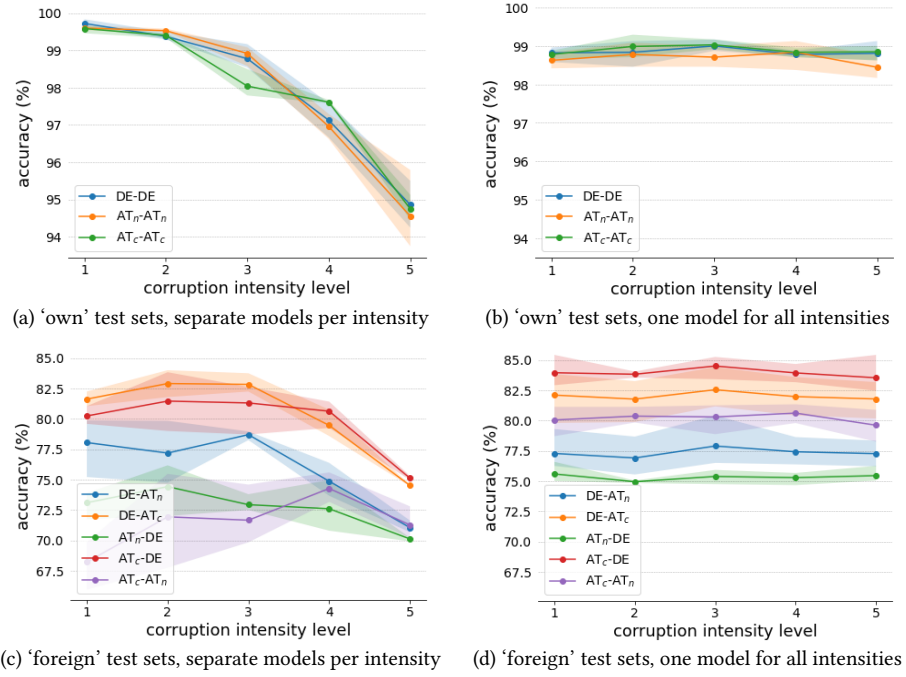 100
99
98
97
96
95
94
accuracy (%)
DE-DE
ATn-ATn
ATc-ATc
1 2 3 4 5
corruption intensity level
(a) ‘own’ test sets, separate models per intensity
100
99
98
97
96
95
94
accuracy (%)
DE-DE
ATn-ATn
ATc-ATc
1 2 3 4 5
corruption intensity level
(b) ‘own’ test sets, one model for all intensities
85.0
82.5
80.0
77.5
75.0
72.5
70.0
67.5
accuracy (%)
DE-ATn
DE-ATc
ATn-DE
ATc-DE
ATc-ATn
1 2 3 4 5
corruption intensity level
(c) ‘foreign’ test sets, separate models per intensity
85.0
82.5
80.0
77.5
75.0
72.5
70.0
67.5
accuracy (%)
DE-ATn
DE-ATc
ATn-DE
ATc-DE
ATc-ATn
1 2 3 4 5
corruption intensity level
(d) ‘foreign’ test sets, one model for all intensities